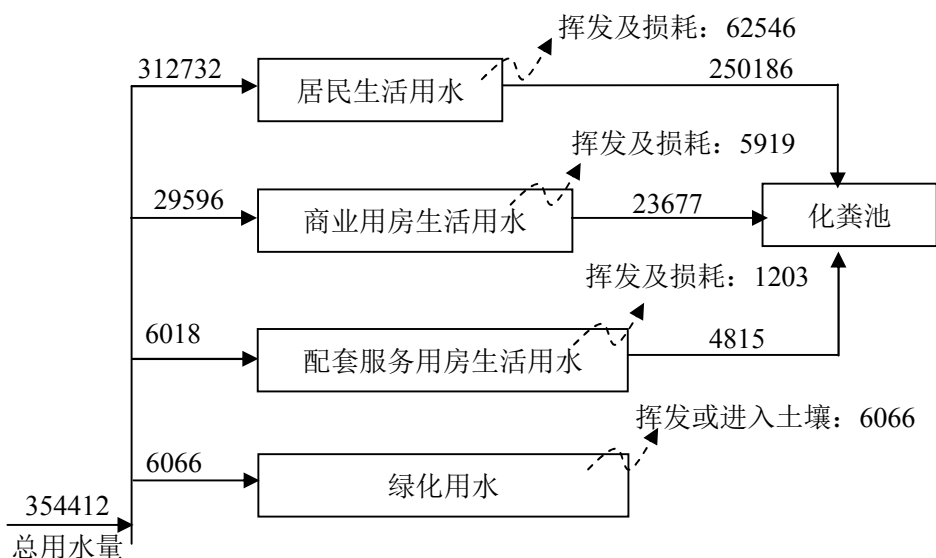 挥发及损耗：62546
312732
居民生活用水
250186
挥发及损耗：5919
29596
商业用房生活用水
23677
化粪池
挥发及损耗：1203
6018
配套服务用房生活用水
4815
挥发或进入土壤：6066
6066
绿化用水
354412
总用水量